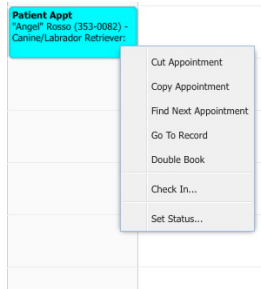 Patient Appt
"Angel" Rosso (353-0082) -
Canine/Labrador Retriever:
Cut Appointment
Copy Appointment
Find Next Appointment
Go To Record
Double Book
Check In...
Set Status...